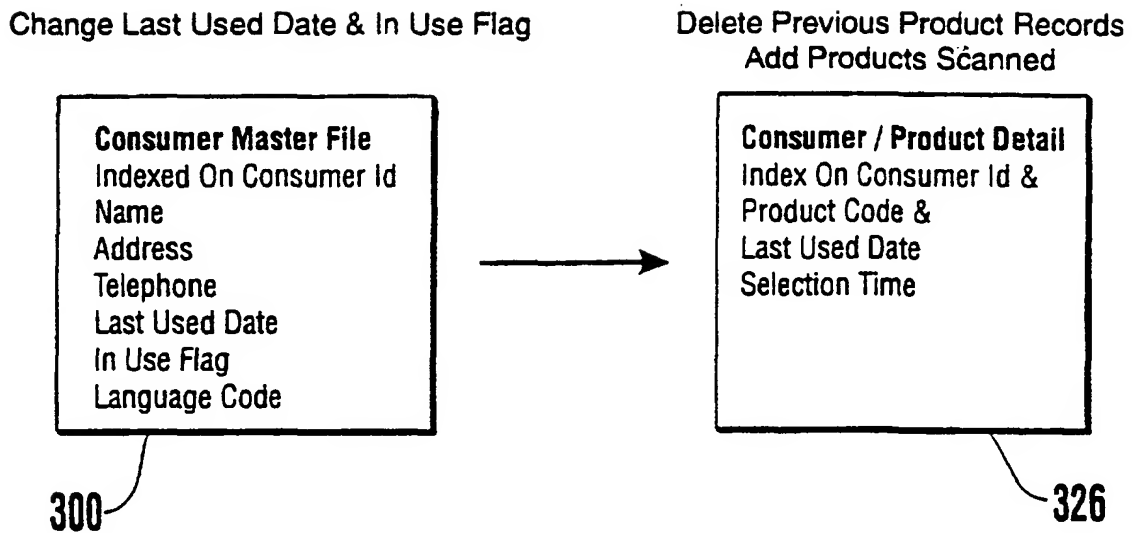 Change Last Used Date & In Use Flag
Delete Previous Product Records
Add Products Scanned
Consumer Master File
Indexed On Consumer Id
Name
Address
Telephone
Last Used Date
In Use Flag
Language Code
300
Consumer / Product Detail
Index On Consumer Id &
Product Code &
Last Used Date
Selection Time
326